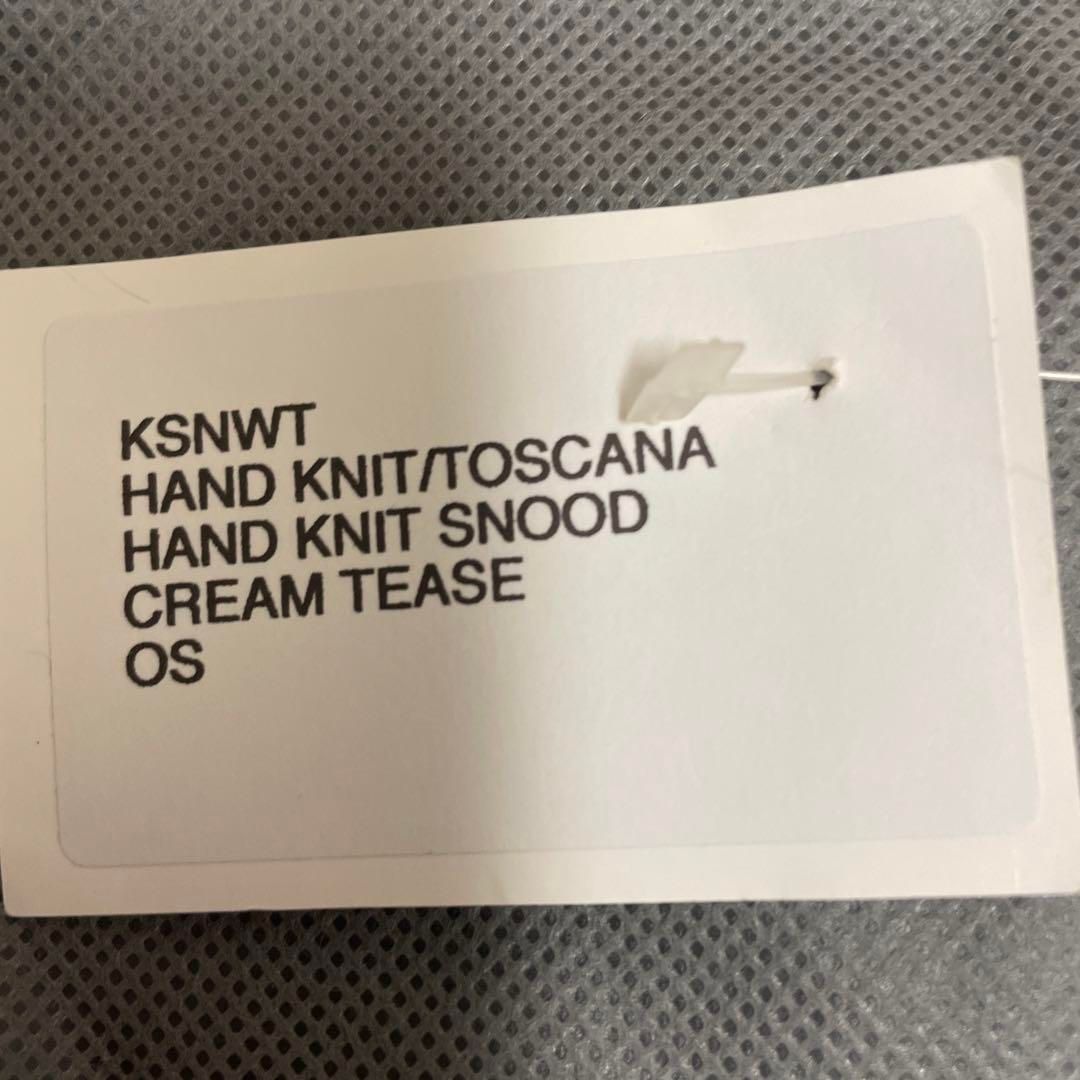 KSNWT
HAND KNIT/TOSCANA
HAND KNIT SNOOD
CREAM TEASE
OS